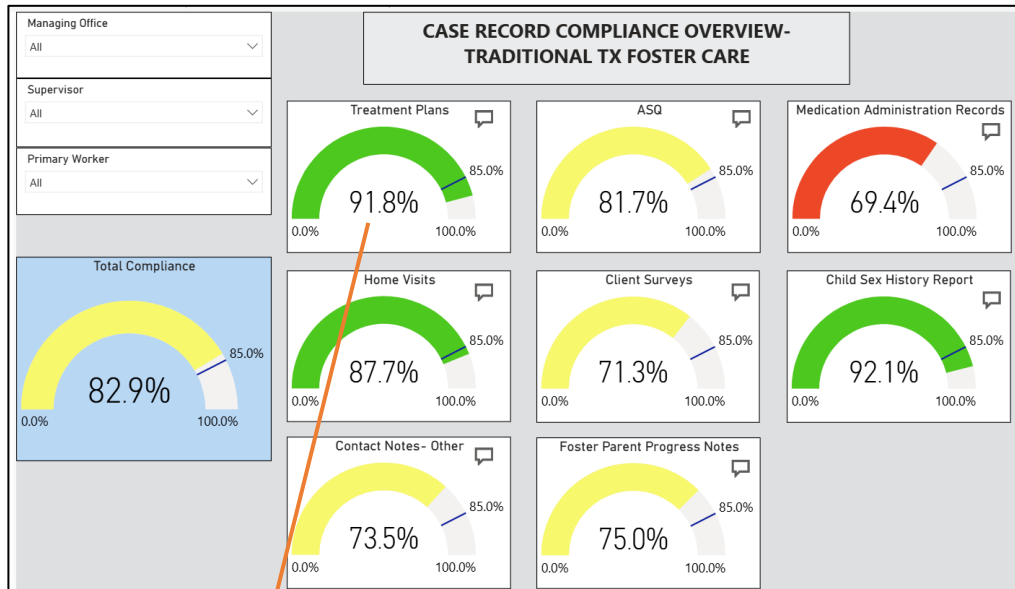 Managing Office
All
Supervisor
All
Primary Worker
All
CASE RECORD COMPLIANCE OVERVIEW-
TRADITIONAL TX FOSTER CARE
Total Compliance
85.0%
82.9%
0.0%
100.0%
Treatment Plans
85.0%
91.8%
0.0%
100.0%
ASQ
85.0%
81.7%
0.0%
100.0%
Medication Administration Records
85.0%
69.4%
0.0%
100.0%
Home Visits
85.0%
87.7%
0.0%
100.0%
Client Surveys
85.0%
71.3%
0.0%
100.0%
Child Sex History Report
85.0%
92.1%
0.0%
100.0%
Contact Notes- Other
85.0%
73.5%
0.0%
100.0%
Foster Parent Progress Notes
85.0%
75.0%
0.0%
100.0%